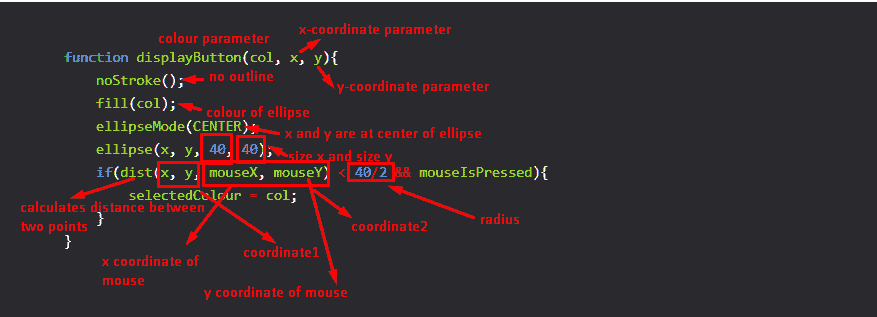 x-coordinate parameter
colour parameter
function displayButton(col, x, y){
noStroke();
no outline
y-coordinate parameter
fill(col);
colour of ellipse
ellipseMode(CENTER);
x and y are at center of ellipse
ellipse(x, y, 40, 40);
size x and size y
if(dist(x, y, mouseX, mouseY) < 40/2 && mouseIsPressed){
selectedColour = col;
calculates distance between
two points
}
radius
coordinate2
}
coordinate1
x coordinate of
mouse
y coordinate of mouse